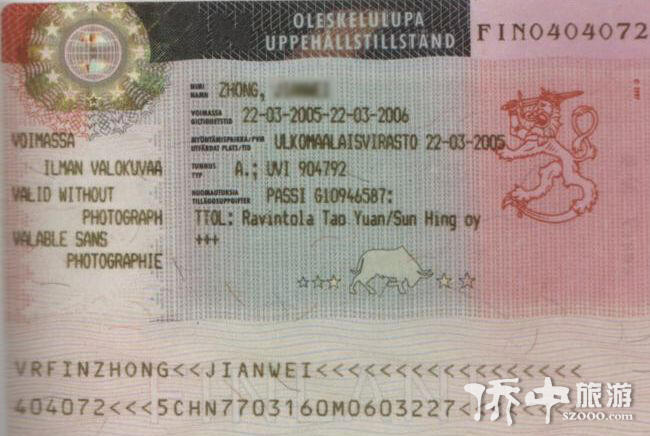 OLESKELULUPA
UPPEHÅLLSTILLSTÅND
FIN0404072
NIMI
NAMN
ZHONG,
VOIMASSA
GILTIGHETSTID
22-03-2005-22-03-2006
MYÖNTÄMISPAIKKA/PVM
UTFÄRDAT PLATS/TID
ULKOMAALAISVIRASTO 22-03-2005
TUNNUS
TYP
A.; UVI 904792
HUOMAUTUKSIA
TILLÄGGSUPPGIFTER
PASSI G10946587:
TTOL: Ravintola Tao Yuan/Sun Hing oy
+++
VOIMASSA
ILMAN VALOKUVAA
VALID WITHOUT
PHOTOGRAPH
VALABLE SANS
PHOTOGRAPHIE
VRFINZHONG<<JIANWEI<<<<<<<<<<<<<<<<<
404072<<<5CHN7703160M0603227<<<<<<<<
侨中旅游
SZOOO.com